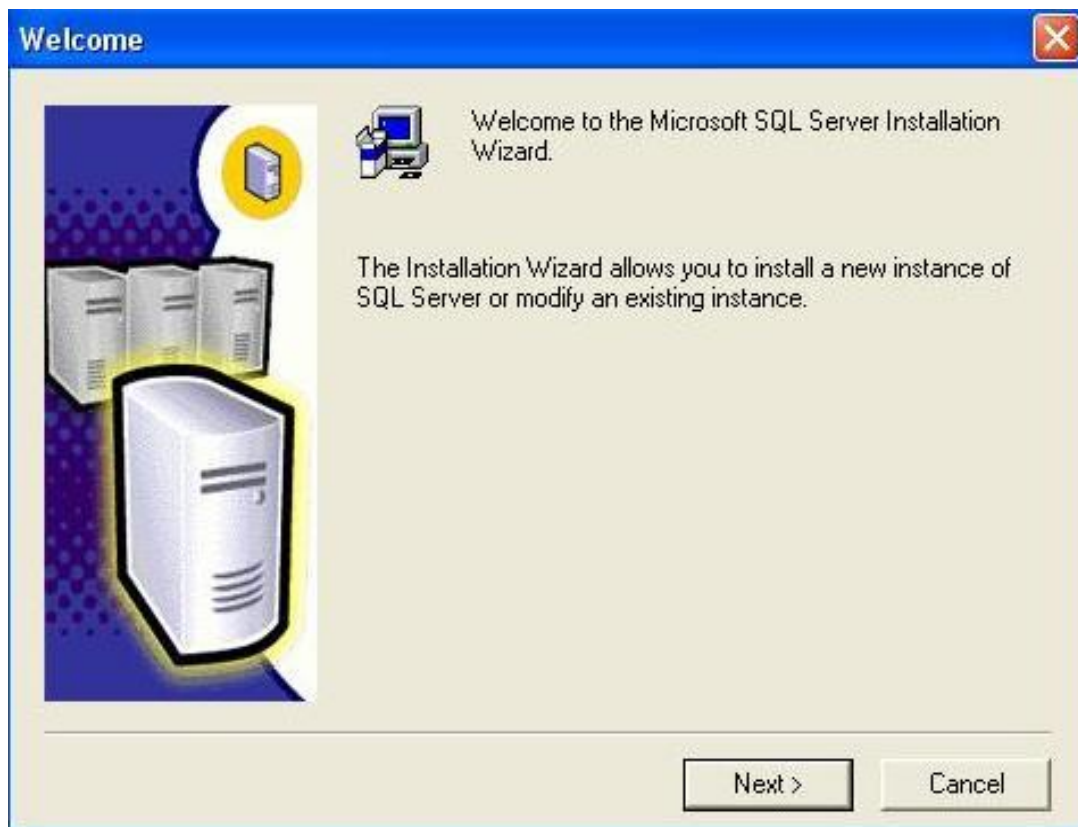 Welcome
Welcome to the Microsoft SQL Server Installation
Wizard.
The Installation Wizard allows you to install a new instance of
SQL Server or modify an existing instance.
Next >
Cancel